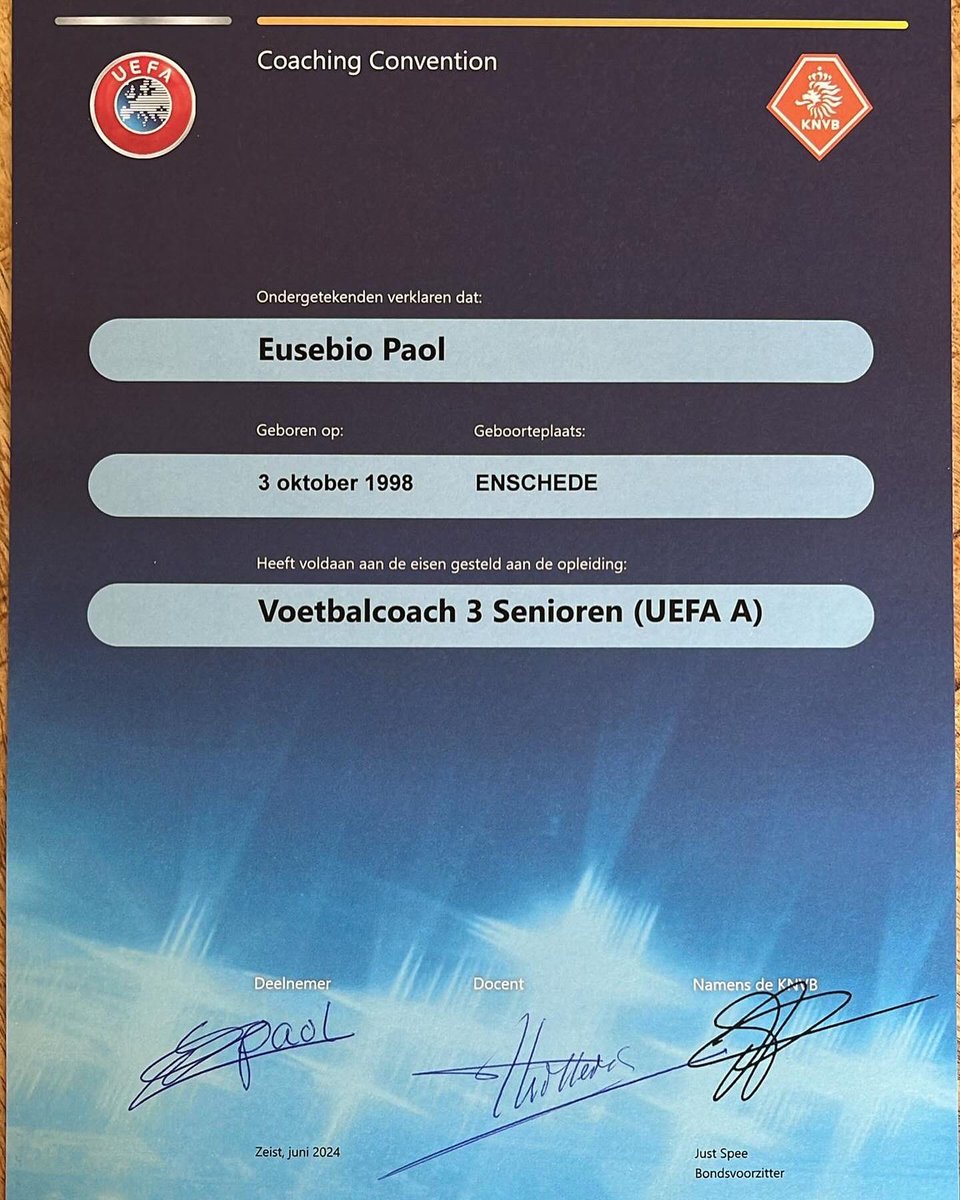 UEFA
Coaching Convention
KNVB
Ondergetekenden verklaren dat:
Eusebio Paol
Geboren op: Geboorteplaats:
3 oktober 1998 ENSCHEDE
Heeft voldaan aan de eisen gesteld aan de opleiding:
Voetbalcoach 3 Senioren (UEFA A)
Deelnemer Docent Namens de KNVB
Paol
Zeist, juni 2024
Just Spee
Bondsvoorzitter